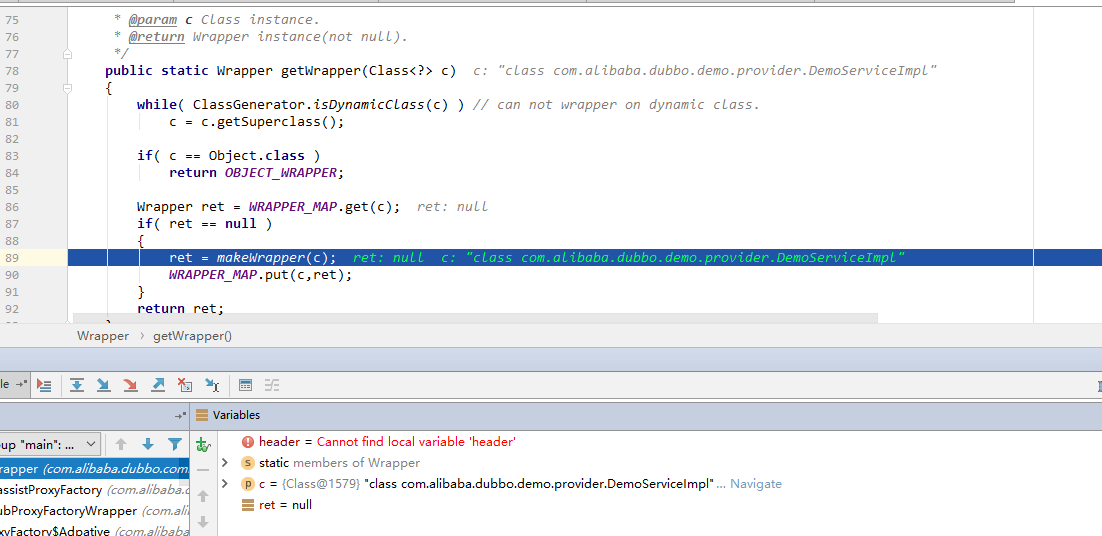 75 * @param c Class instance.
76 * @return Wrapper instance(not null).
77 */
78 public static Wrapper getWrapper(Class<?> c) c: "class com.alibaba.dubbo.demo.provider.DemoServiceImpl"
79 {
80 while( ClassGenerator.isDynamicClass(c) ) // can not wrapper on dynamic class.
81 c = c.getSuperclass();
82
83 if( c == Object.class )
84 return OBJECT_WRAPPER;
85
86 Wrapper ret = WRAPPER_MAP.get(c); ret: null
87 if( ret == null )
88 {
89 ret = makeWrapper(c); ret: null c: "class com.alibaba.dubbo.demo.provider.DemoServiceImpl"
90 WRAPPER_MAP.put(c,ret);
91 }
92 return ret;
Wrapper › getWrapper()
le
Variables
oup "main": ...
rapper (com.alibaba.dubbo.com
assistProxyFactory (com.alibaba.d
ubProxyFactoryWrapper (com.alib
xyFactory$Adpative (com.alibaba
header = Cannot find local variable 'header'
static members of Wrapper
c = {Class@1579} "class com.alibaba.dubbo.demo.provider.DemoServiceImpl" ... Navigate
ret = null